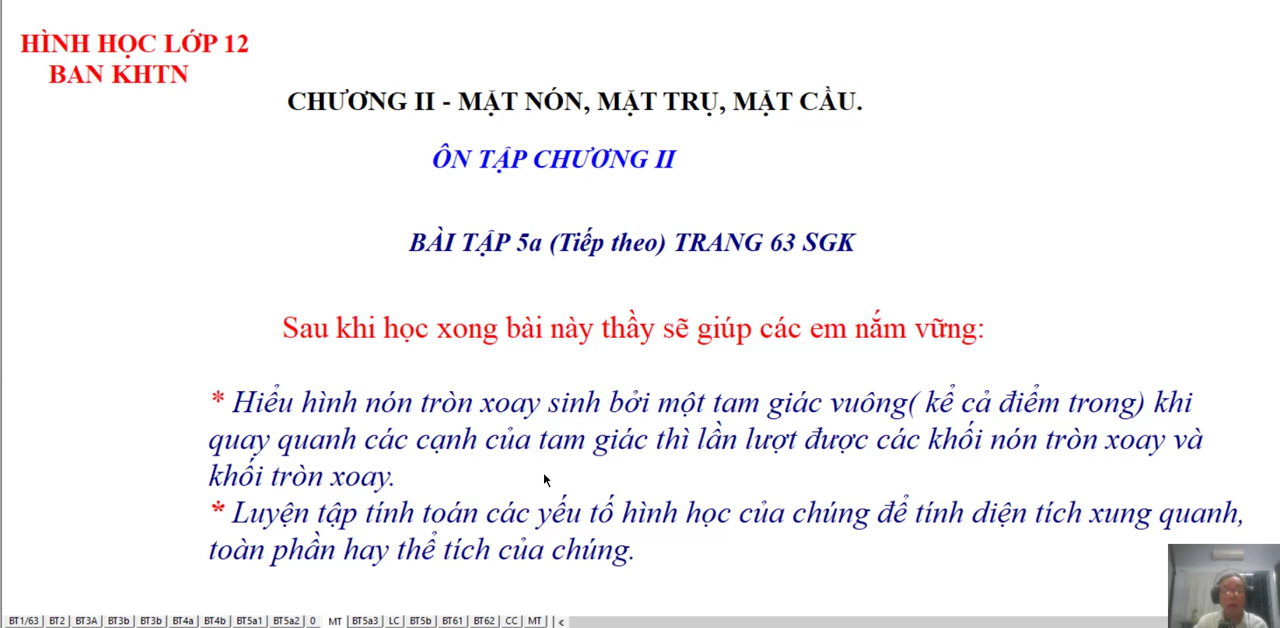 HÌNH HỌC LỚP 12
BAN KHTN
CHƯƠNG II - MẶT NÓN, MẶT TRỤ, MẶT CẦU.
ÔN TẬP CHƯƠNG II
BÀI TẬP 5a (Tiếp theo) TRANG 63 SGK
Sau khi học xong bài này thầy sẽ giúp các em nắm vững:
* Hiểu hình nón tròn xoay sinh bởi một tam giác vuông( kể cả điểm trong) khi
quay quanh các cạnh của tam giác thì lần lượt được các khối nón tròn xoay và
khối tròn xoay.
* Luyện tập tính toán các yếu tố hình học của chúng để tính diện tích xung quanh,
toàn phần hay thể tích của chúng.
BT1/63 BT2 BT3A BT3b BT3b BT4a BT4b BT5a1 BT5a2 0 MT BT5a3 LC BT5b BT61 BT62 CC MT <